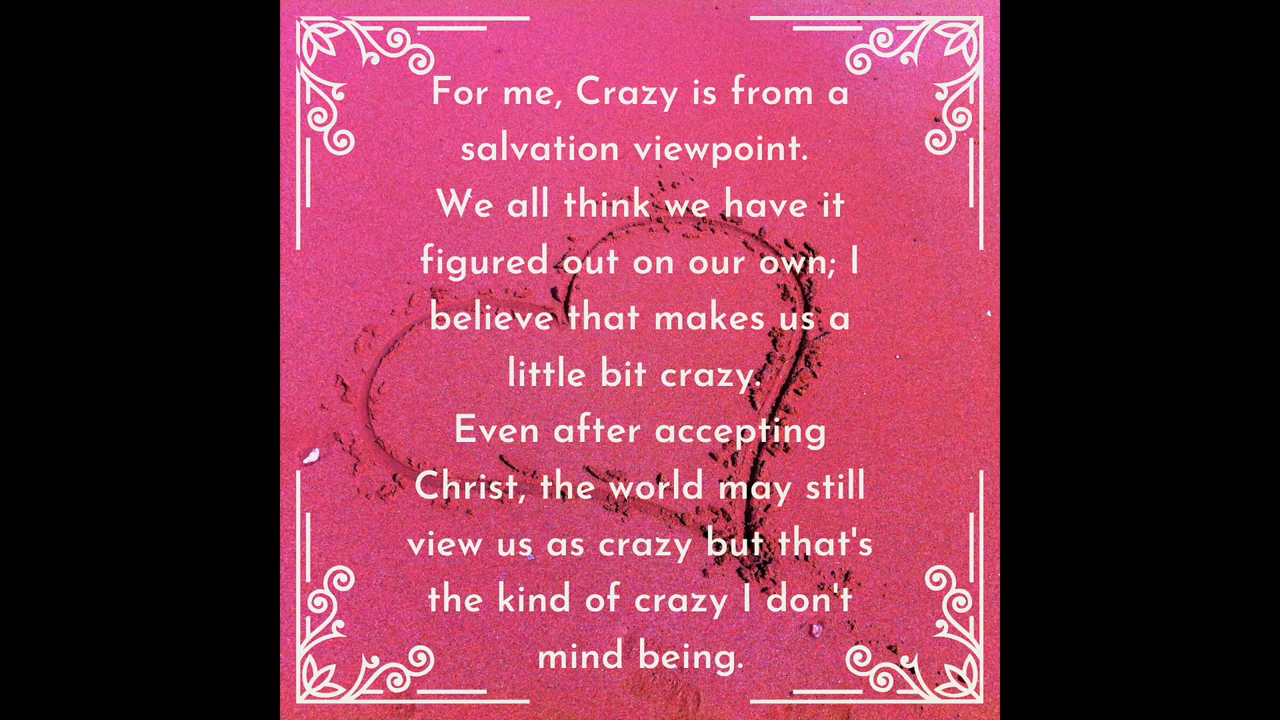 For me, Crazy is from a
salvation viewpoint.
We all think we have it
figured out on our own; I
believe that makes us a
little bit crazy.
Even after accepting
Christ, the world may still
view us as crazy but that's
the kind of crazy I don't
mind being.